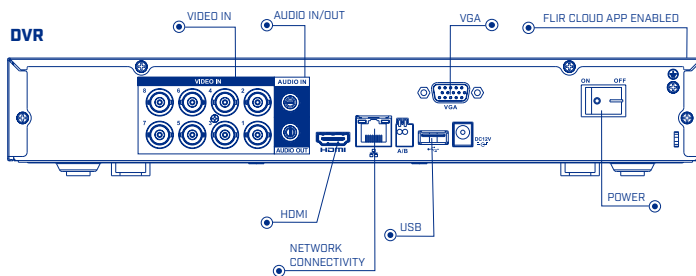 DVR
VIDEO IN
AUDIO IN/OUT
VGA
FLIR CLOUD APP ENABLED
VIDEO IN
AUDIO IN
8 6 4 2
7 5 3 1
AUDIO OUT
HDMI
A/B
VGA
DC12V
ON OFF
HDMI
NETWORK
CONNECTIVITY
USB
POWER